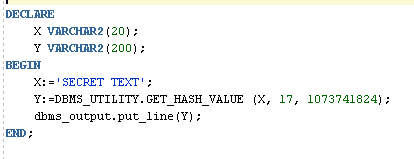 DECLARE
X VARCHAR2(20);
Y VARCHAR2(200);
BEGIN
X:='SECRET TEXT';
Y:=DBMS_UTILITY.GET_HASH_VALUE (X, 17, 1073741824);
dbms_output.put_line(Y);
END;